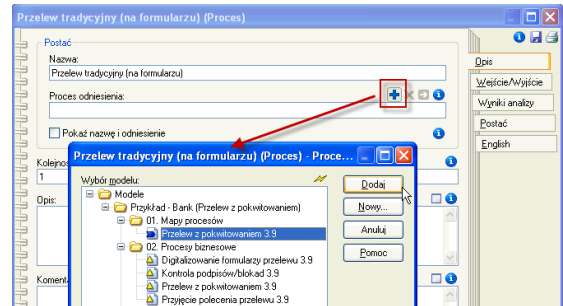 Przelew tradycyjny (na formularzu) (Proces)
Postać
Nazwa:
Przelew tradycyjny (na formularzu)
Proces odniesienia:
Pokaż nazwę i odniesienie
Opis
Wejście/Wyjście
Wyniki analizy
Postać
English
Kolejnos
1
Opis:
Koment
Przelew tradycyjny (na formularzu) (Proces) - Proce...
Wybór modelu:
Modele
Przykład - Bank (Przelew z pokwitowaniem)
01. Mapy procesów
Przelew z pokwitowaniem 3.9
02. Procesy biznesowe
Digitalizowanie formularzy przelewu 3.9
Kontrola podpisów/blokad 3.9
Przelew z pokwitowaniem 3.9
Przyjęcie polecenia przelewu 3.9
Dodaj
Nowy...
Anuluj
Pomoc